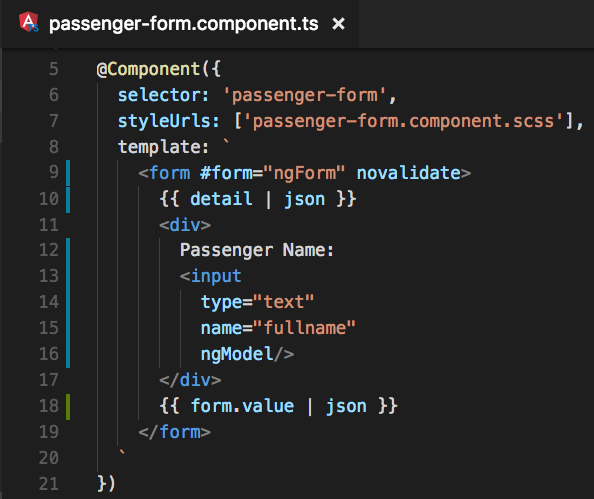 passenger-form.component.ts ×
5 @Component({
6 selector: 'passenger-form',
7 styleUrls: ['passenger-form.component.scss'],
8 template: `
9 <form #form="ngForm" novalidate>
10 {{ detail | json }}
11 <div>
12 Passenger Name:
13 <input
14 type="text"
15 name="fullname"
16 ngModel/>
17 </div>
18 {{ form.value | json }}
19 </form>
20 `
21 })